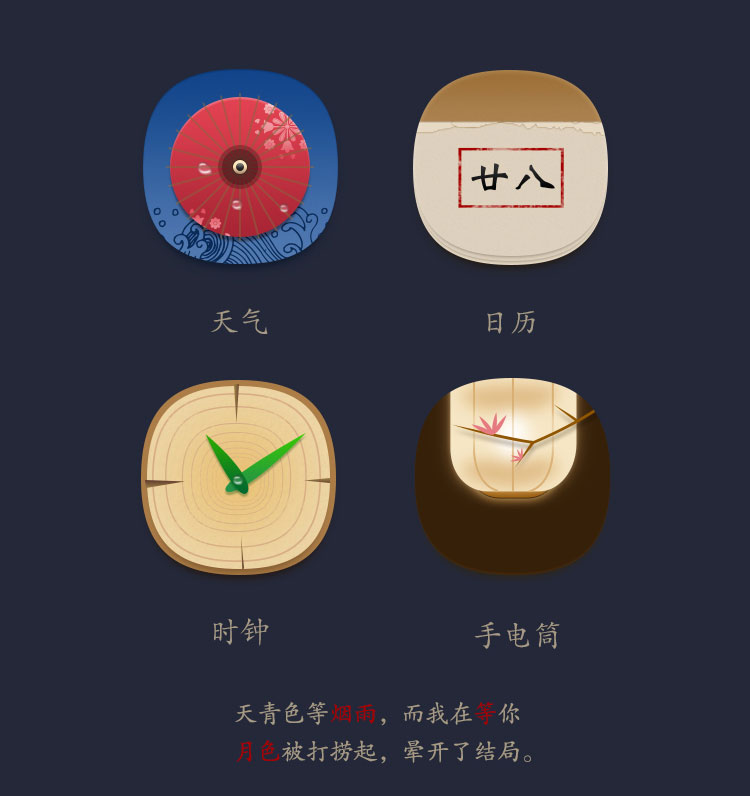 廿八
天气
日历
时钟
手电筒
天青色等烟雨，而我在等你
月色被打捞起，晕开了结局。